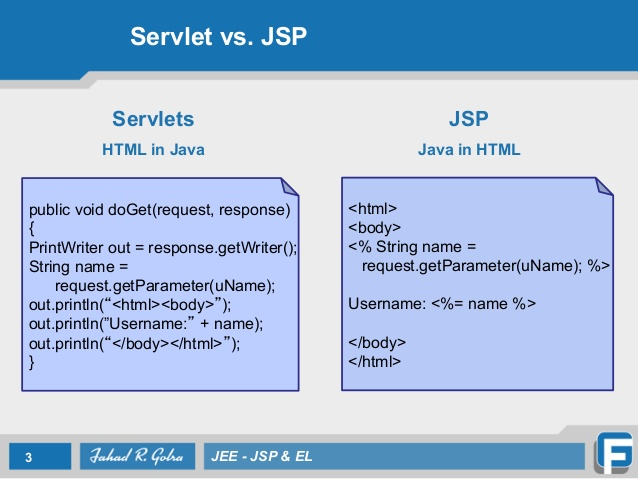 Servlet vs. JSP
Servlets
HTML in Java
public void doGet(request, response)
{
PrintWriter out = response.getWriter();
String name =
request.getParameter(uName);
out.println(“<html><body>”);
out.println(”Username:” + name);
out.println(“</body></html>”);
}
JSP
Java in HTML
<html>
<body>
<% String name =
request.getParameter(uName); %>
Username: <%= name %>
</body>
</html>
3
Fahad R. Golra
JEE - JSP & EL
F